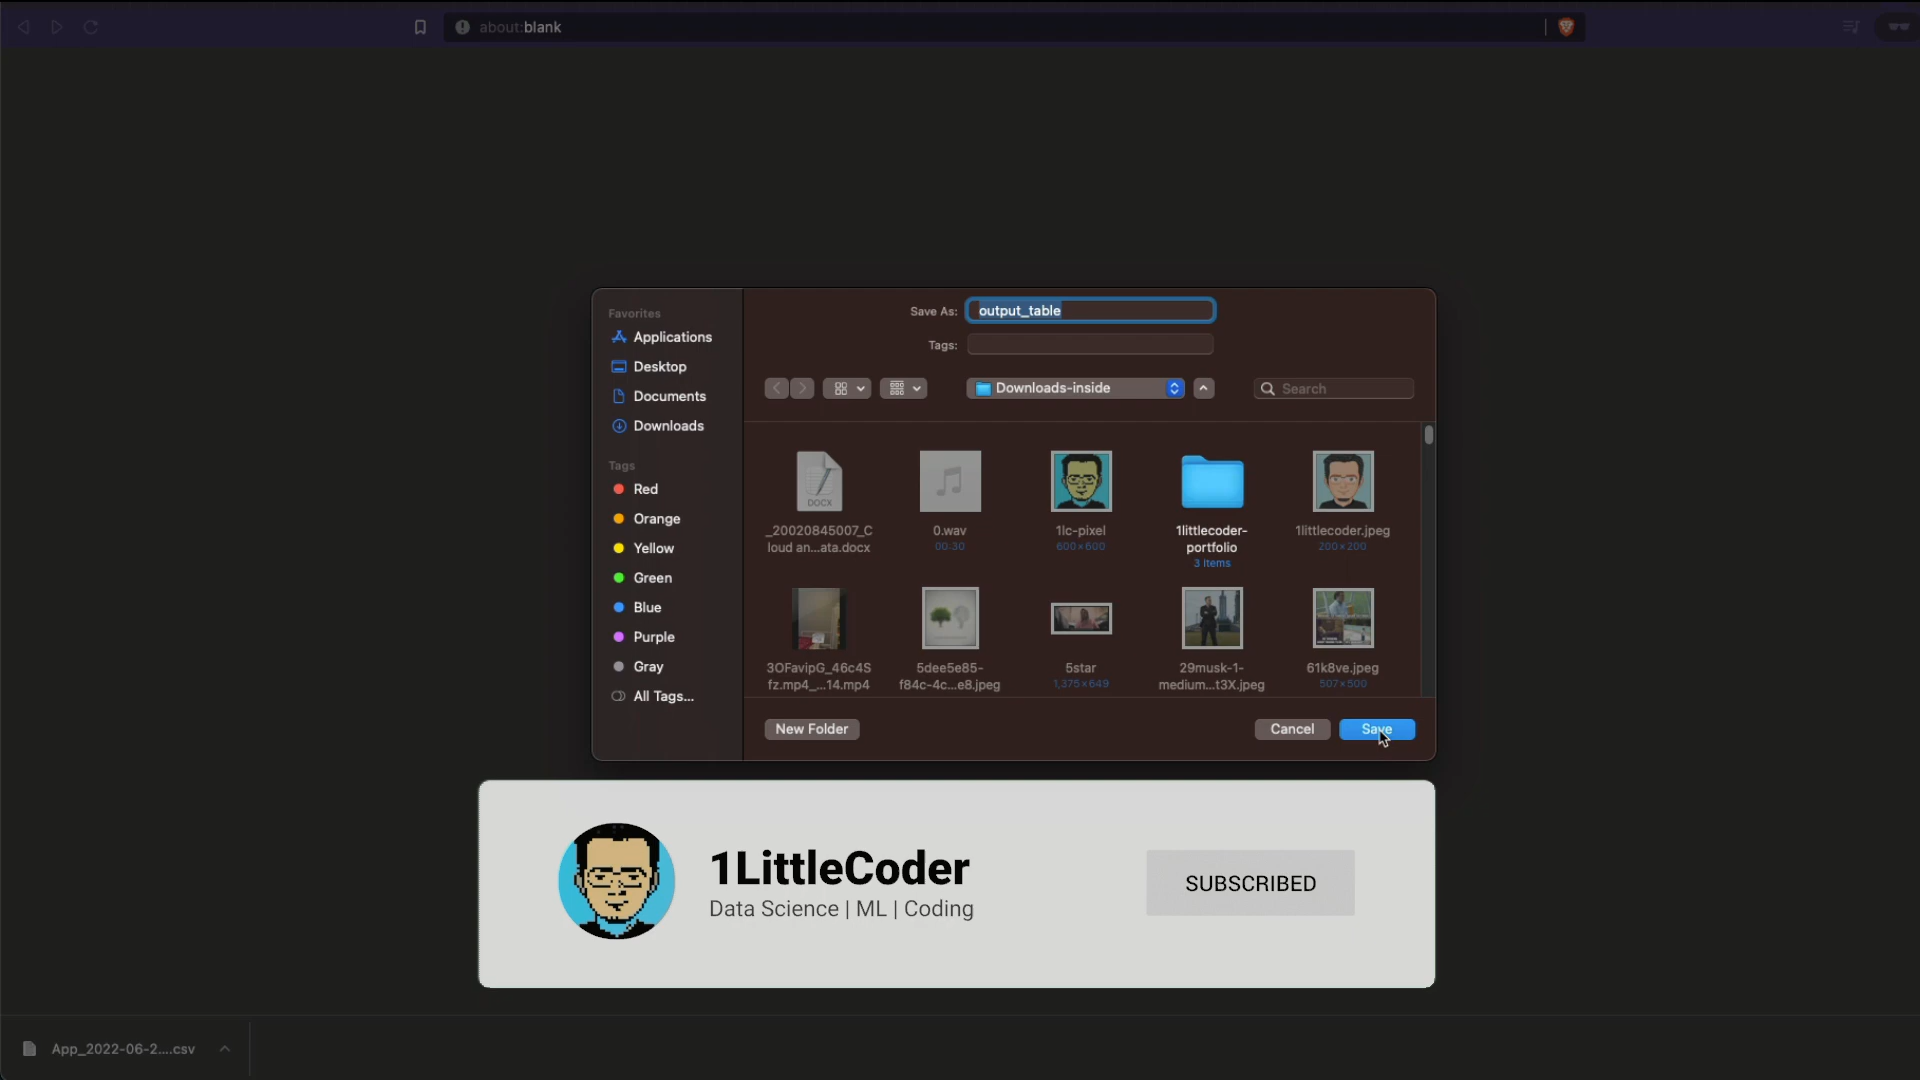 about:blank
Favorites
Applications
Desktop
Documents
Downloads
Tags
Red
Orange
Yellow
Green
Blue
Purple
Gray
All Tags...
Save As: output_table
Tags:
Downloads-inside
Search
DOCX
_20020845007_C
loud an...ata.docx
0.wav
00:30
1lc-pixel
600×600
1littlecoder-
portfolio
3 items
1littlecoder.jpeg
200×200
3OFavipG_46c4S
fz.mp4_...14.mp4
5dee5e85-
f84c-4c...e8.jpeg
5star
1,375×649
29musk-1-
medium...t3X.jpeg
61k8ve.jpeg
507×500
New Folder
Cancel
Save
1LittleCoder
Data Science | ML | Coding
SUBSCRIBED
App_2022-06-2....csv